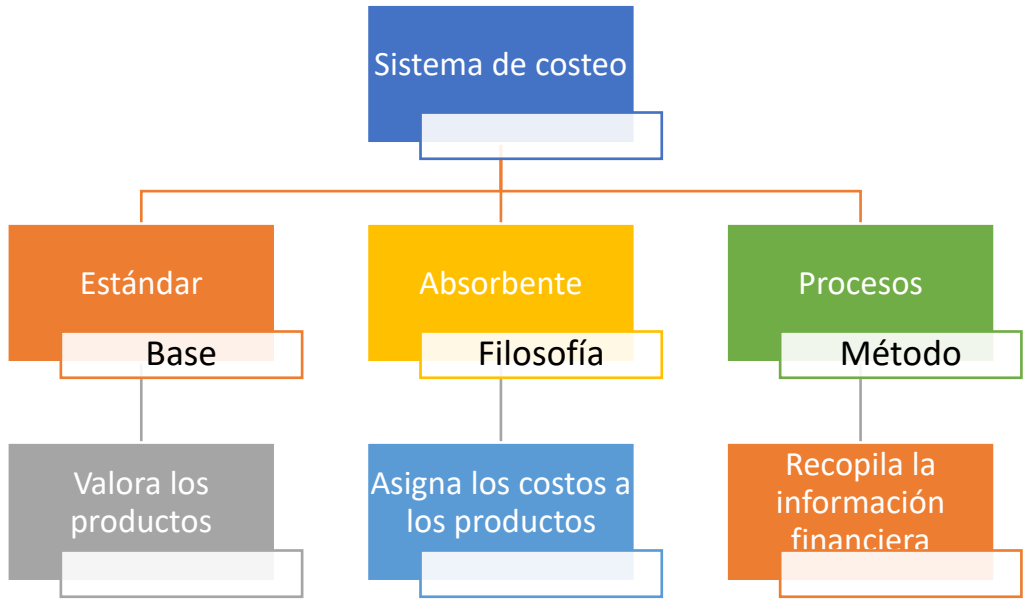 Sistema de costeo
Estándar
Base
Absorbente
Filosofía
Procesos
Método
Valora los
productos
Asigna los costos a
los productos
Recopila la
información
financiera